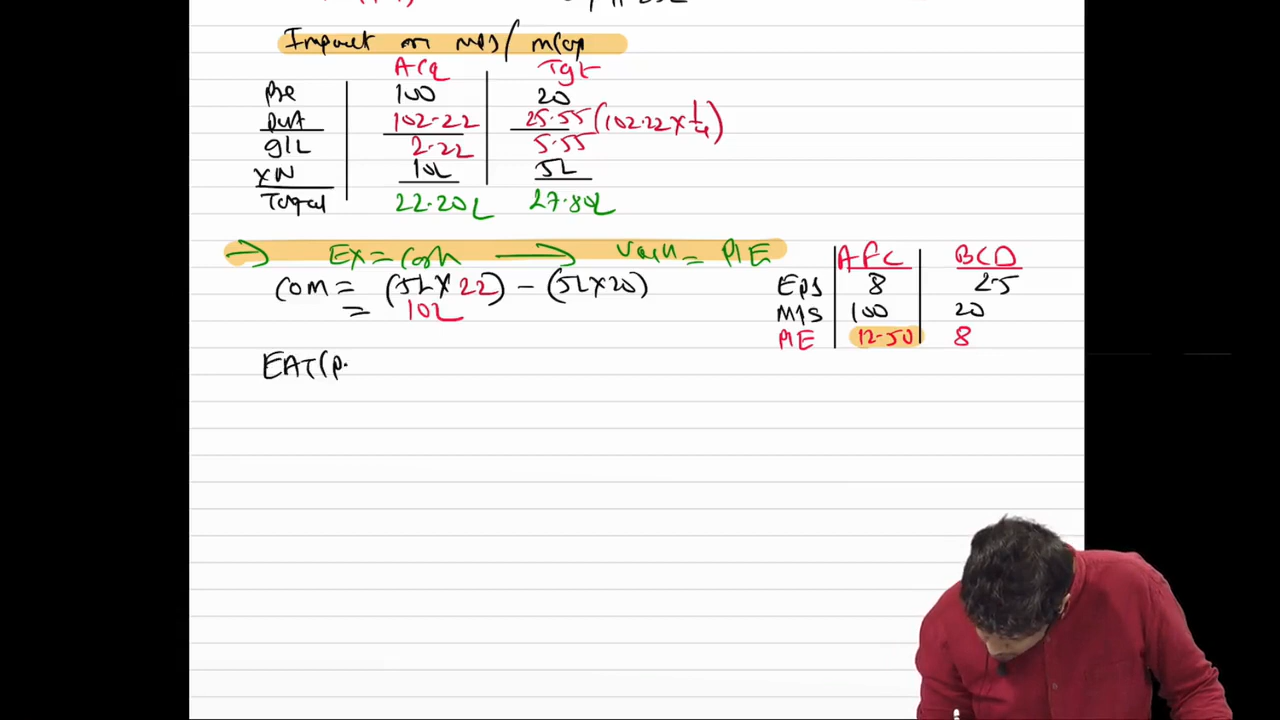 Impact on MPS/ MCap
Acq Tgt
Pre 100 20
Post 102.22 25.55 (102.22 × 1/4)
g/L 2.22 5.55
×N 10L 5L
Total 22.20L 27.80L
→ Ex = Cash → Valn = P/E
AFC BCD
Com = (5L × 22) - (5L × 20)
= 10L
EPS 8 2.5
MPS 100 20
P/E 12.50 8
EAT (p.